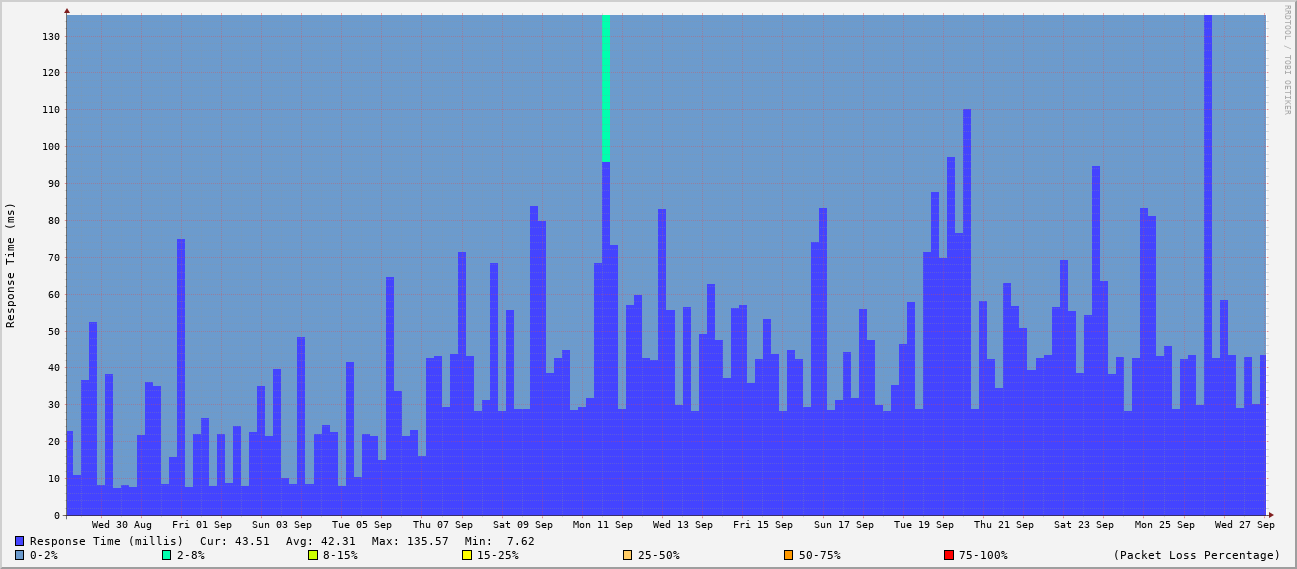 RRDTOOL / TOBI OETIKER
Response Time (ms)
130
120
110
100
90
80
70
60
50
40
30
20
10
0
Wed 30 Aug Fri 01 Sep Sun 03 Sep Tue 05 Sep Thu 07 Sep Sat 09 Sep Mon 11 Sep Wed 13 Sep Fri 15 Sep Sun 17 Sep Tue 19 Sep Thu 21 Sep Sat 23 Sep Mon 25 Sep Wed 27 Sep
Response Time (millis) Cur: 43.51 Avg: 42.31 Max: 135.57 Min: 7.62
0-2% 2-8% 8-15% 15-25% 25-50% 50-75% 75-100% (Packet Loss Percentage)